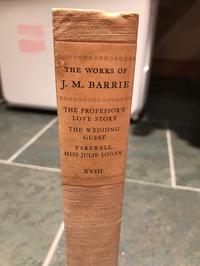 THE WORKS OF
J. M. BARRIE
THE PROFESSOR'S
LOVE STORY
THE WEDDING
GUEST
FAREWELL
MISS JULIE LOGAN
XVIII